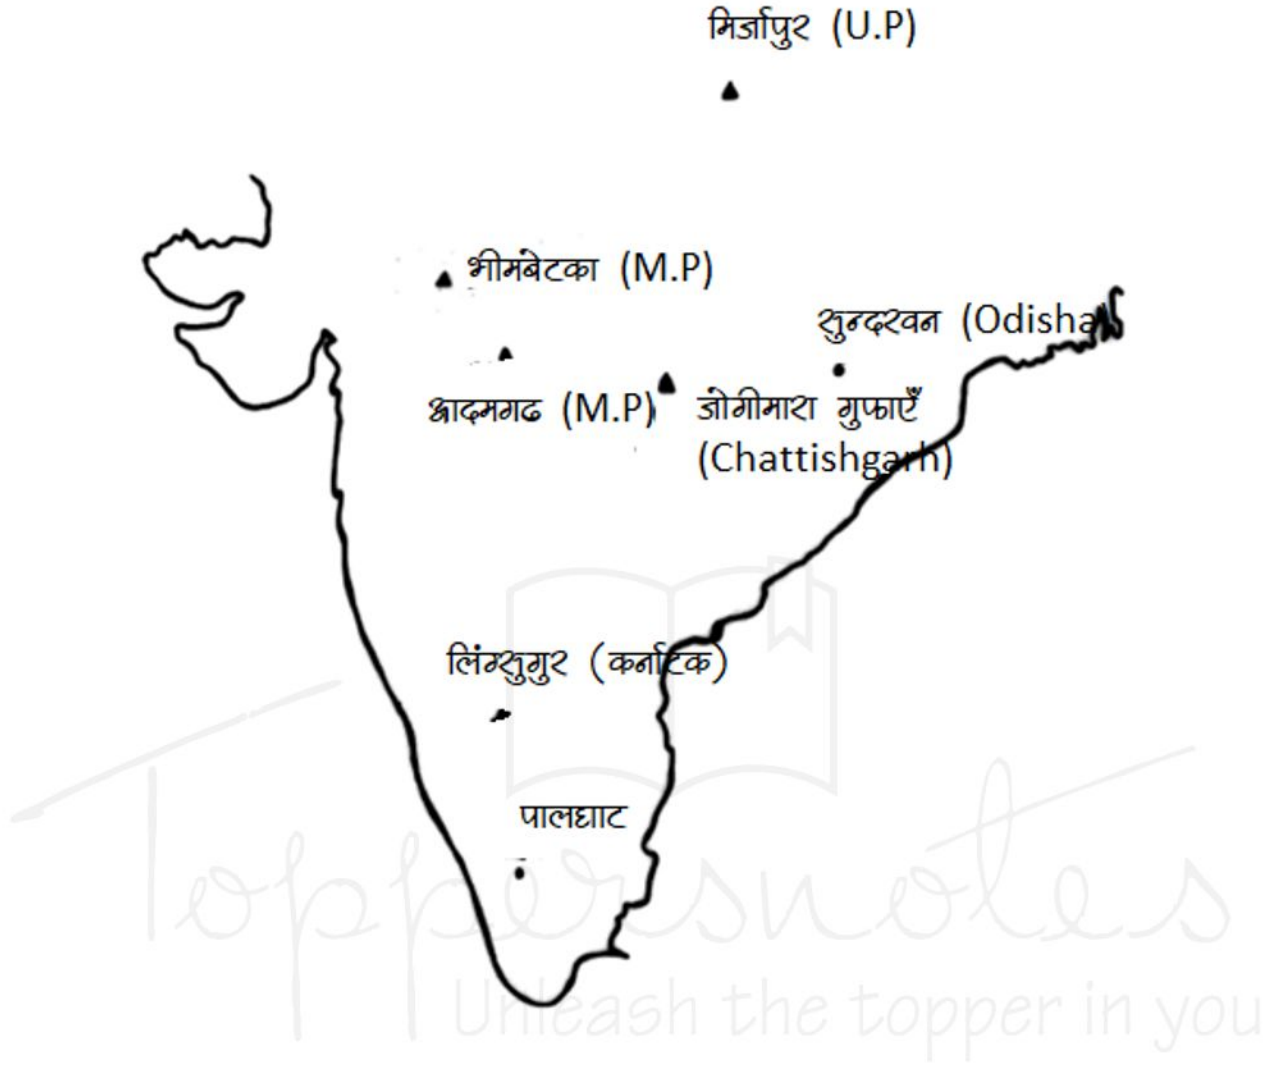 मिर्जापुर (U.P)
भीमबेटका (M.P)
सुन्दरवन (Odisha)
आदमगढ (M.P)
जोगीमारा गुफाएँ
(Chattishgarh)
लिंग्सुगुर (कर्नाटक)
पालघाट
Toppersnotes
Unleash the topper in you